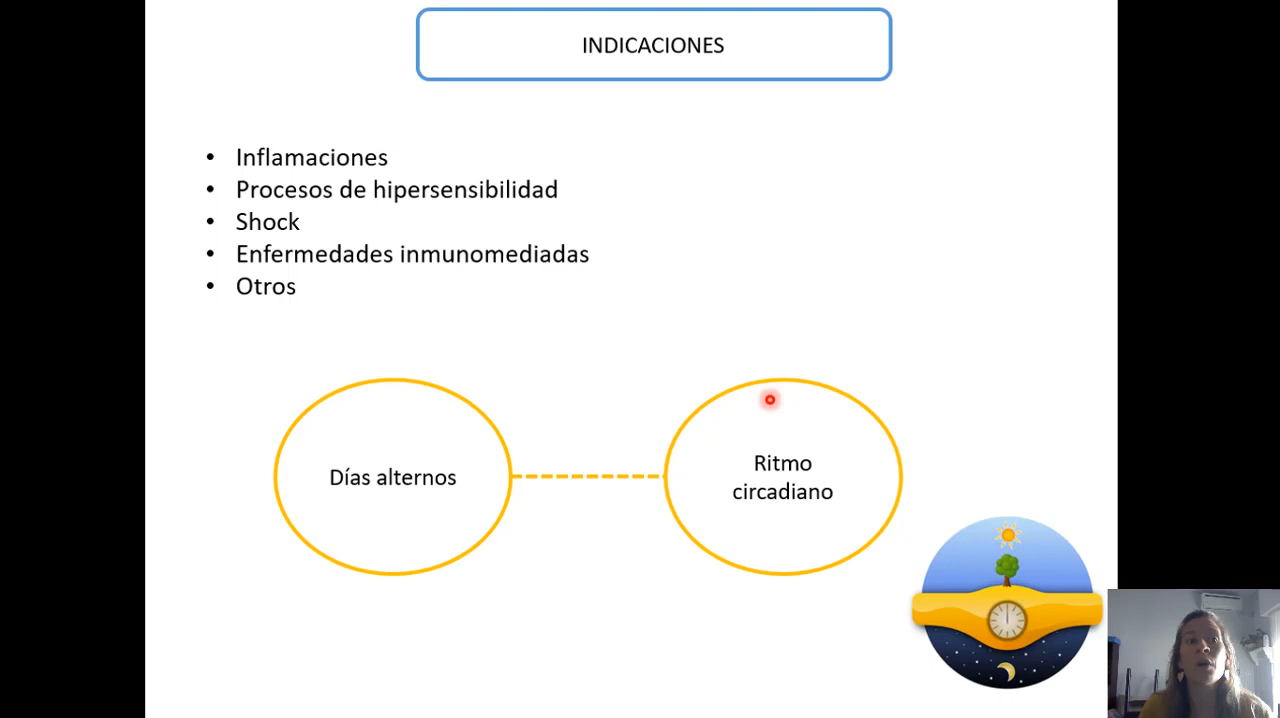 INDICACIONES
• Inflamaciones
• Procesos de hipersensibilidad
• Shock
• Enfermedades inmunomediadas
• Otros
Días alternos
Ritmo
circadiano